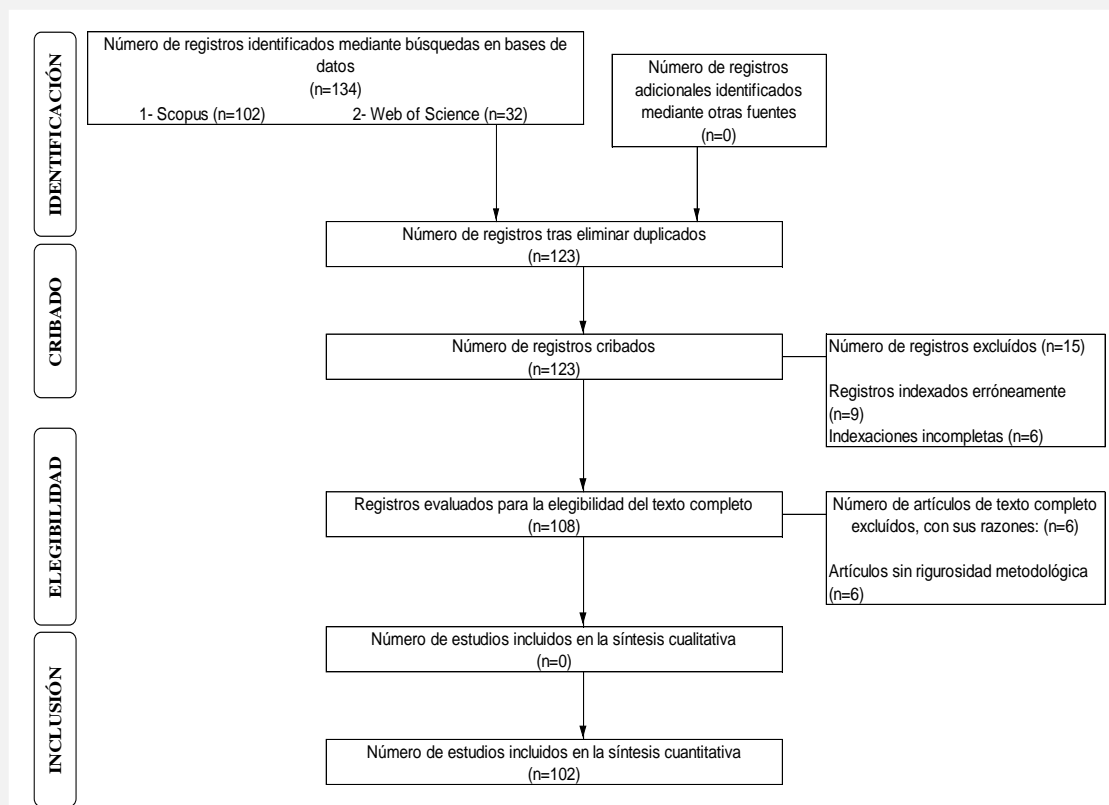 IDENTIFICACIÓN
Número de registros identificados mediante búsquedas en bases de
datos
(n=134)
1- Scopus (n=102) 2- Web of Science (n=32)
Número de registros
adicionales identificados
mediante otras fuentes
(n=0)
Número de registros tras eliminar duplicados
(n=123)
CRIBADO
Número de registros cribados
(n=123)
Número de registros excluídos (n=15)
Registros indexados erróneamente
(n=9)
Indexaciones incompletas (n=6)
ELEGIBILIDAD
Registros evaluados para la elegibilidad del texto completo
(n=108)
Número de artículos de texto completo
excluídos, con sus razones: (n=6)
Artículos sin rigurosidad metodológica
(n=6)
INCLUSIÓN
Número de estudios incluidos en la síntesis cualitativa
(n=0)
Número de estudios incluidos en la síntesis cuantitativa
(n=102)